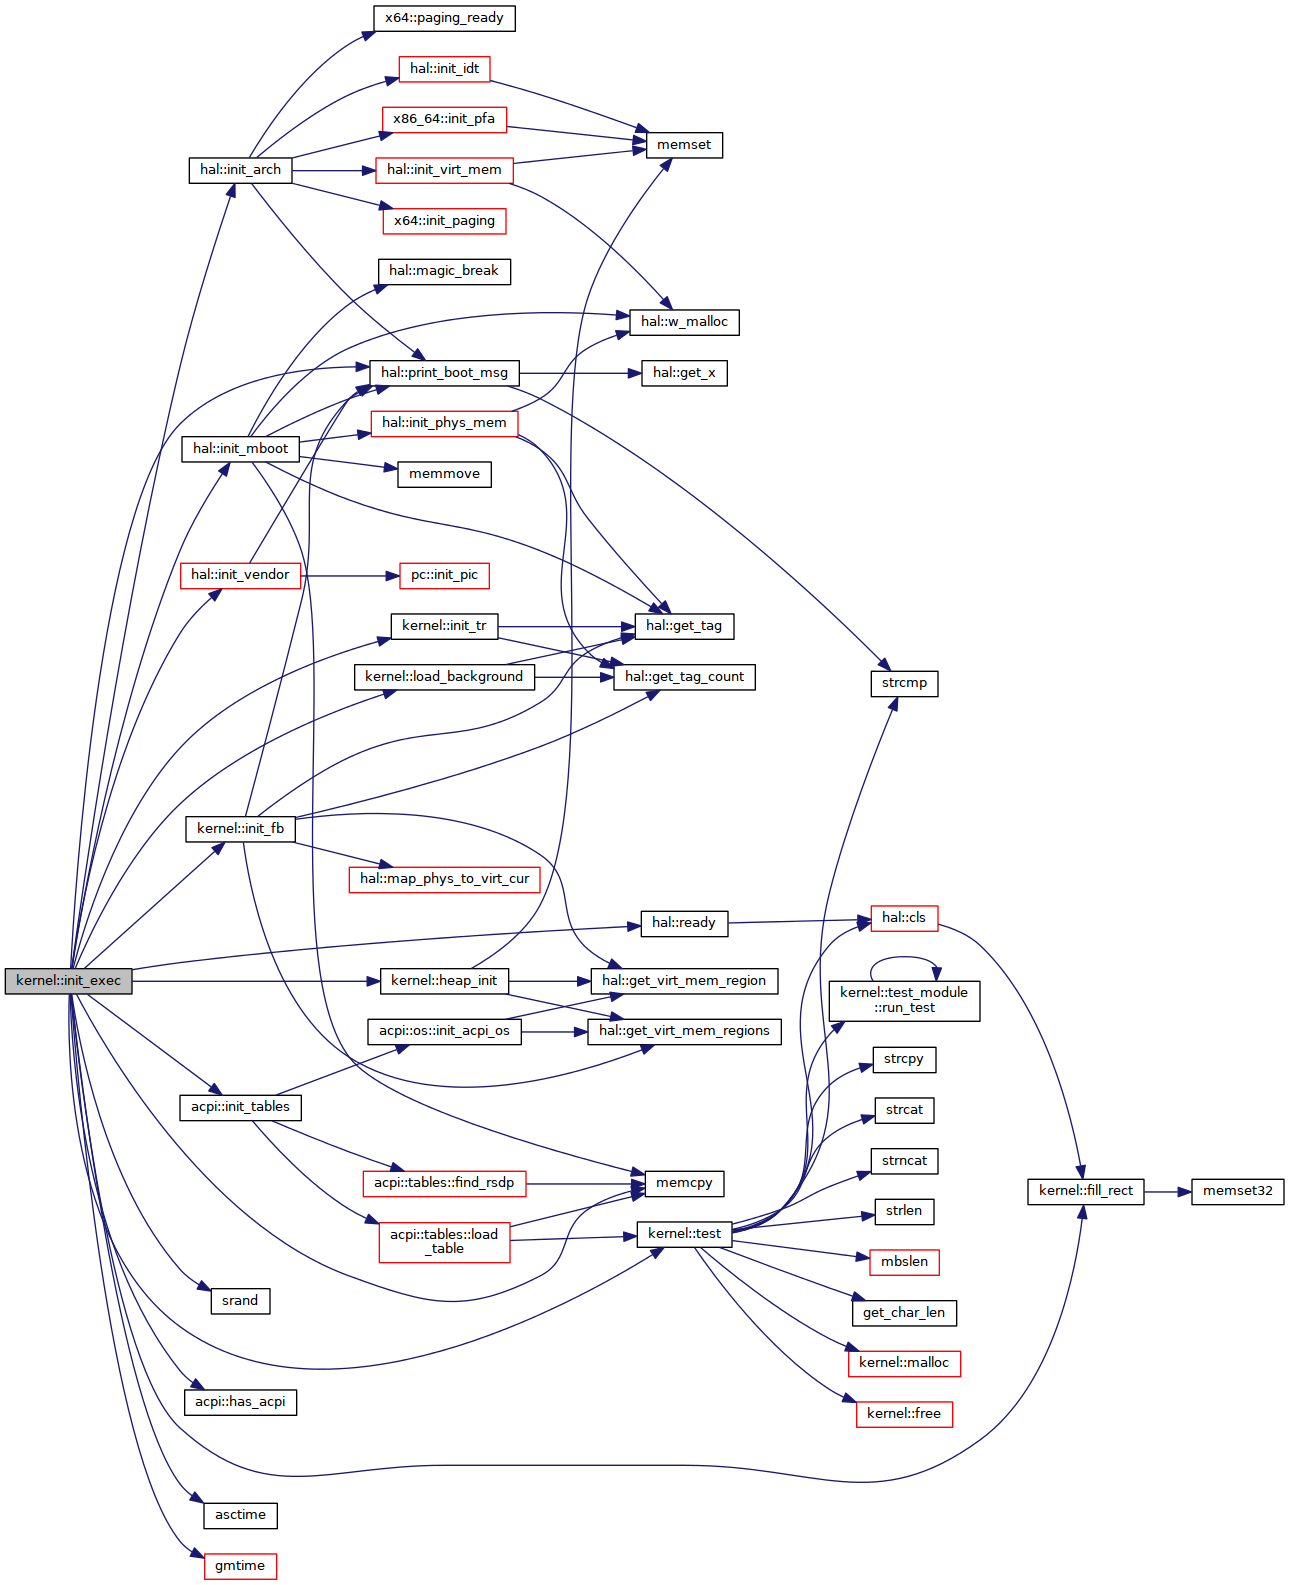 x64::paging_ready
hal::init_idt
x86_64::init_pfa
memset
hal::init_arch
hal::init_virt_mem
x64::init_paging
hal::magic_break
hal::w_malloc
hal::print_boot_msg
hal::get_x
hal::init_phys_mem
hal::init_mboot
memmove
hal::init_vendor
pc::init_pic
kernel::init_tr
hal::get_tag
kernel::load_background
hal::get_tag_count
strcmp
kernel::init_fb
hal::map_phys_to_virt_cur
hal::ready
hal::cls
kernel::init_exec
kernel::heap_init
hal::get_virt_mem_region
kernel::test_module
::run_test
acpi::os::init_acpi_os
hal::get_virt_mem_regions
strcpy
acpi::init_tables
strcat
strncat
acpi::tables::find_rsdp
memcpy
kernel::fill_rect
memset32
strlen
acpi::tables::load
_table
kernel::test
mbslen
srand
get_char_len
kernel::malloc
acpi::has_acpi
kernel::free
asctime
gmtime